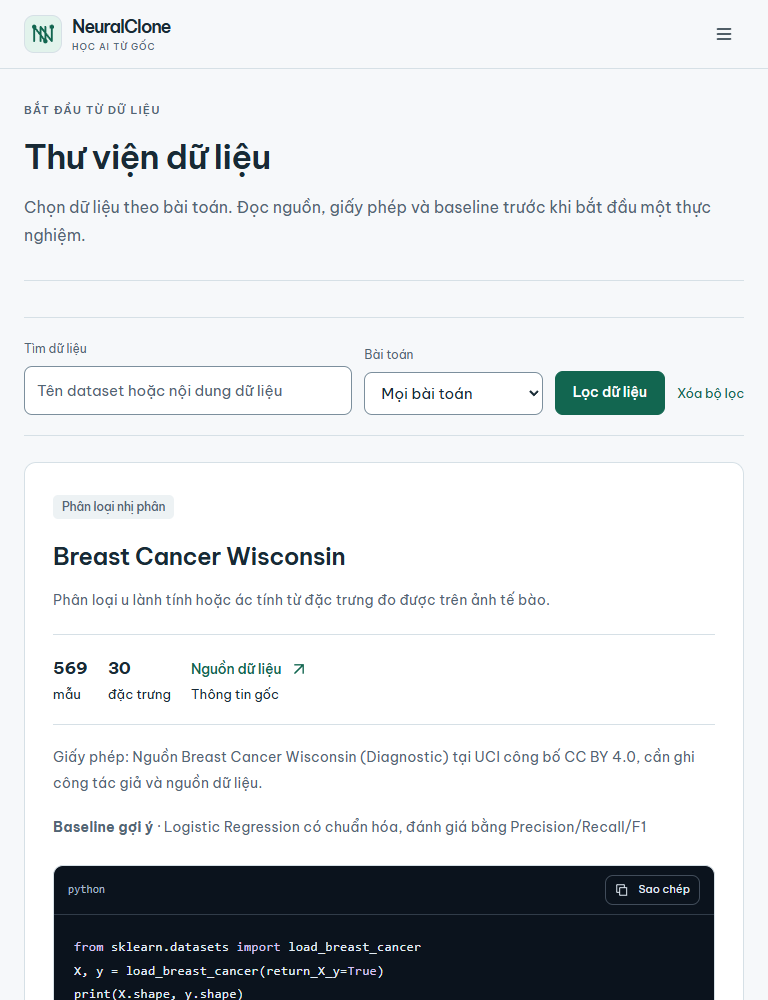 NeuralClone
HỌC AI TỪ GỐC
BẮT ĐẦU TỪ DỮ LIỆU
Thư viện dữ liệu
Chọn dữ liệu theo bài toán. Đọc nguồn, giấy phép và baseline trước khi bắt đầu một thực
nghiệm.
Tìm dữ liệu
Bài toán
Tên dataset hoặc nội dung dữ liệu
Mọi bài toán
Lọc dữ liệu
Xóa bộ lọc
Phân loại nhị phân
Breast Cancer Wisconsin
Phân loại u lành tính hoặc ác tính từ đặc trưng đo được trên ảnh tế bào.
569
mẫu
30
đặc trưng
Nguồn dữ liệu
Thông tin gốc
Giấy phép: Nguồn Breast Cancer Wisconsin (Diagnostic) tại UCI công bố CC BY 4.0, cần ghi
công tác giả và nguồn dữ liệu.
Baseline gợi ý · Logistic Regression có chuẩn hóa, đánh giá bằng Precision/Recall/F1
python
Sao chép
from sklearn.datasets import load_breast_cancer
X, y = load_breast_cancer(return_X_y=True)
print(X.shape, y.shape)